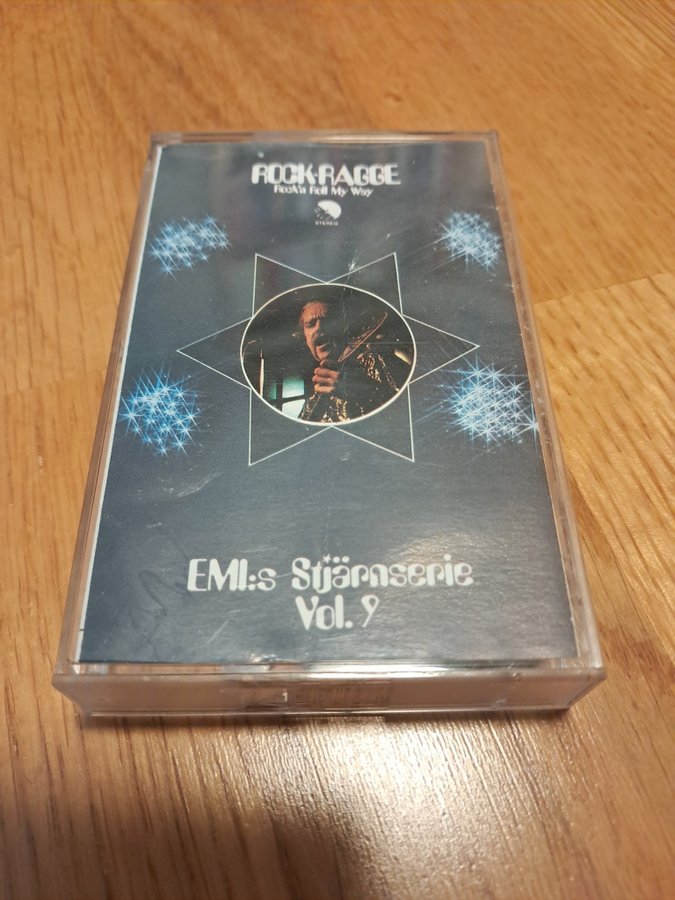 ROCK-RAGGE
Rock'n Roll My Way
STEREO
EMI:s Stjärnserie
Vol. 9